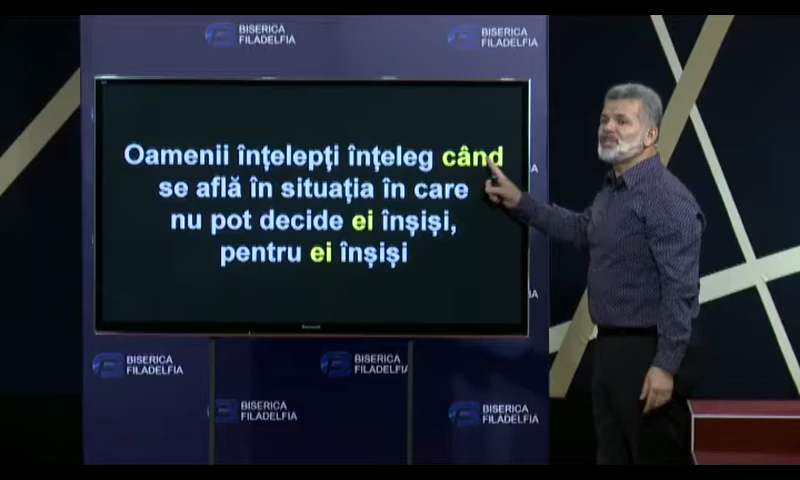 BISERICA
FILADELFIA
BISERICA
FILADELFIA
Oamenii înțelepți înțeleg când
se află în situația în care
nu pot decide ei înșiși,
pentru ei înșiși
BISERICA
FILADELFIA
BISERICA
FILADELFIA
BISERICA
FILADELFIA
BISERICA
FILADELFIA